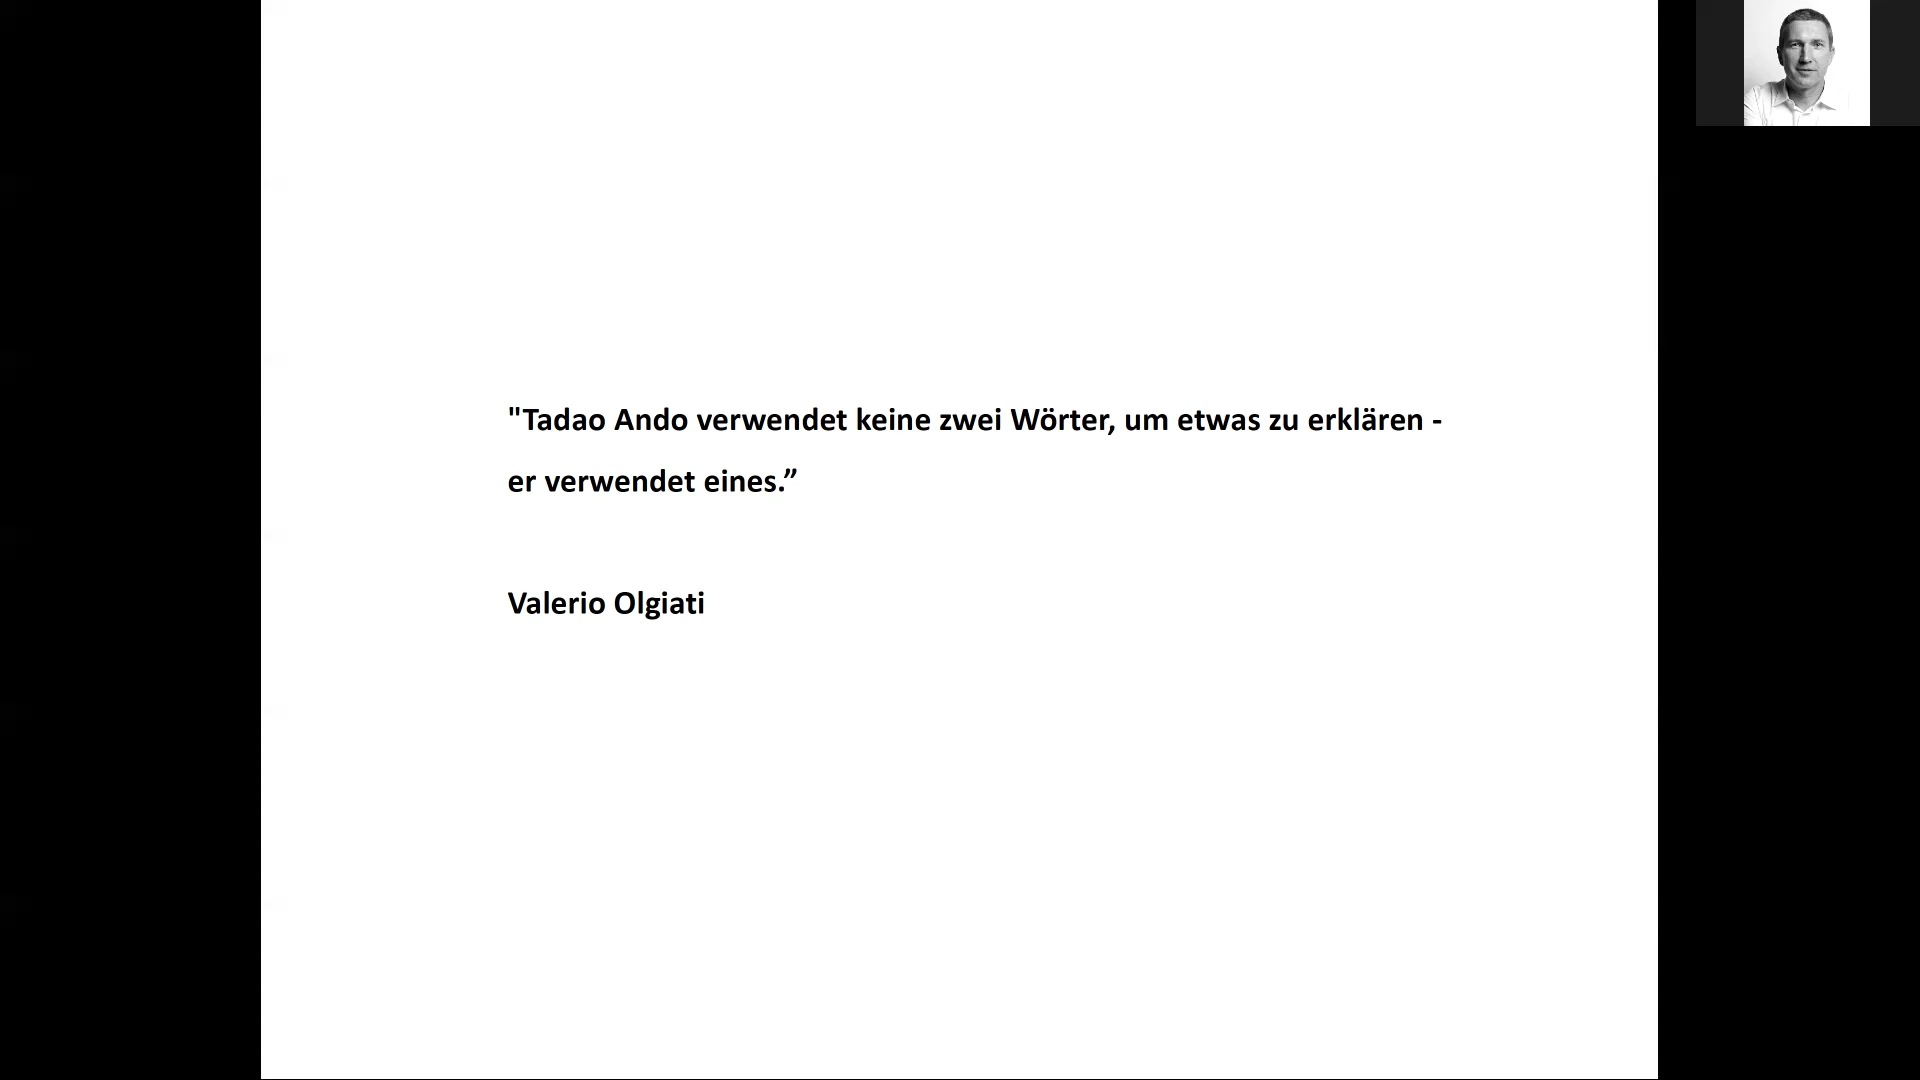 "Tadao Ando verwendet keine zwei Wörter, um etwas zu erklären -
er verwendet eines.”
Valerio Olgiati